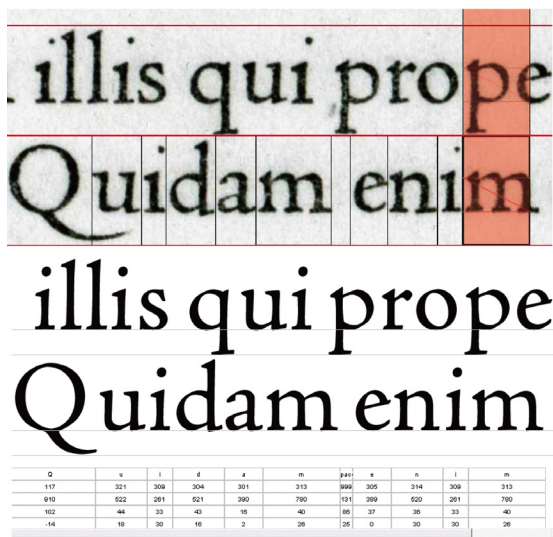 . illis qui prope
Quidam enim
illis qui prope
Quidam enim
Q u i d a m e n i m
117 321 309 304 301 313 999 305 314 309 313
910 522 261 521 390 780 131 389 520 261 780
102 44 33 43 16 40 86 37 36 33 40
-14 18 30 16 2 26 25 0 30 30 26